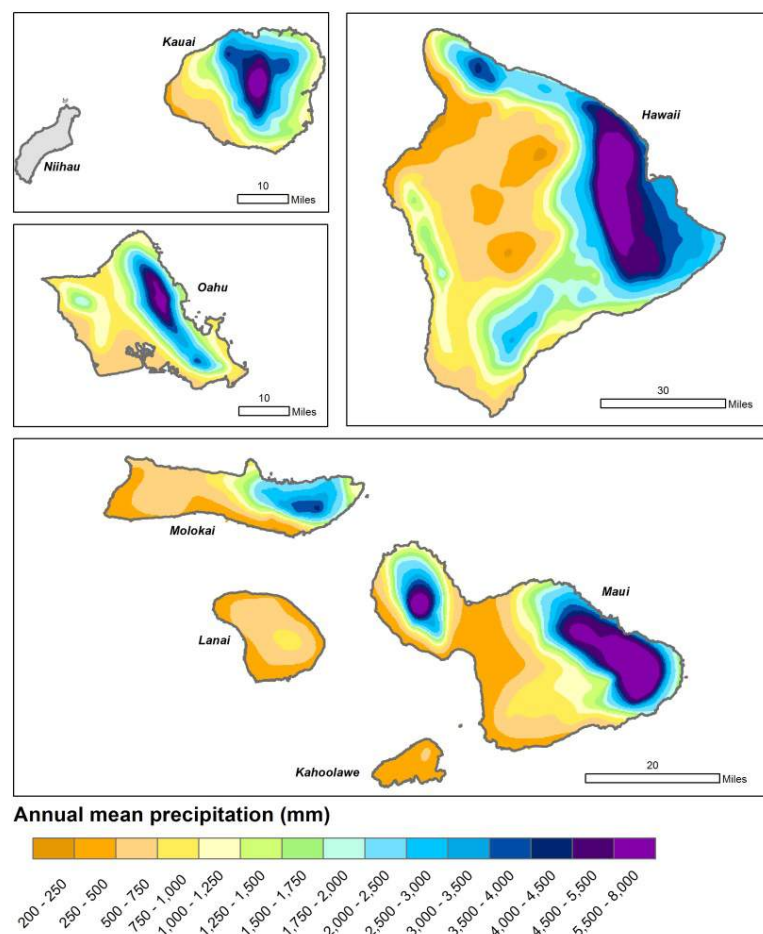 Kauai
Niihau
10
Miles
Hawaii
30
Miles
Oahu
10
Miles
Molokai
Maui
Lanai
Kahoolawe
20
Miles
Annual mean precipitation (mm)
200 - 250
250 - 500
500 - 750
750 - 1,000
1,000 - 1,250
1,250 - 1,500
1,500 - 1,750
1,750 - 2,000
2,000 - 2,500
2,500 - 3,000
3,000 - 3,500
3,500 - 4,000
4,000 - 4,500
4,500 - 5,500
5,500 - 8,000